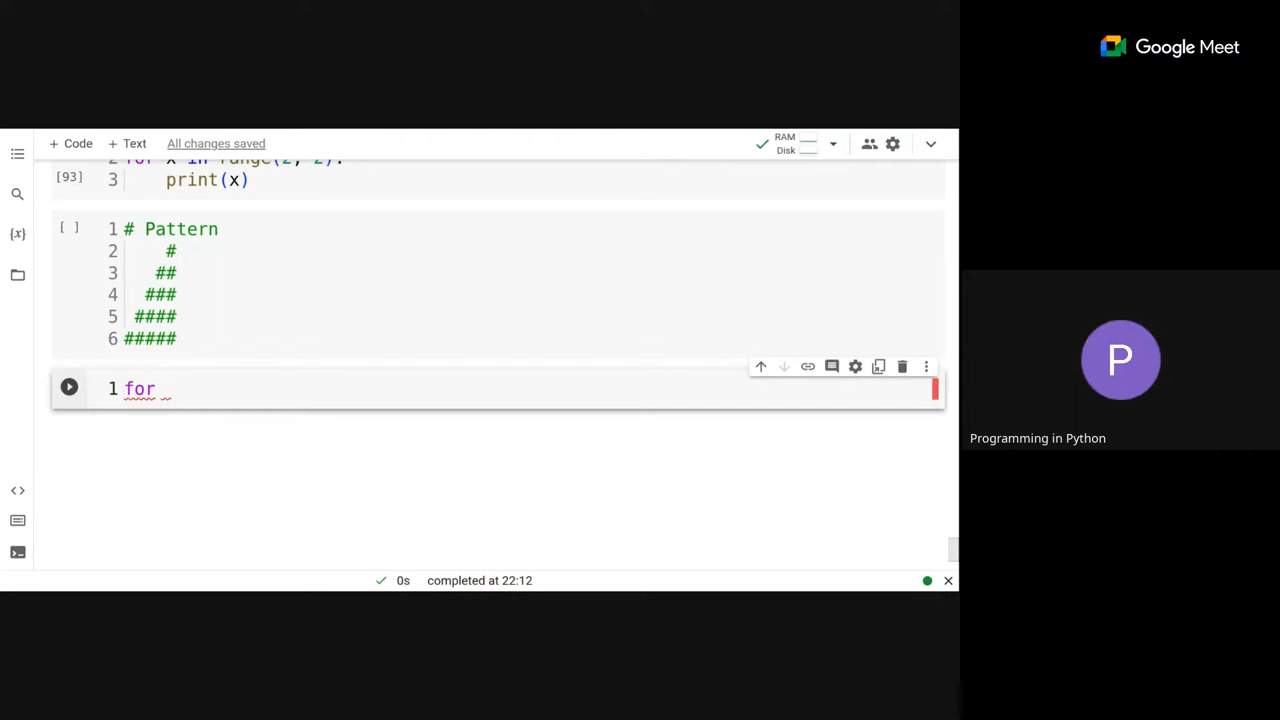 Google Meet
+ Code + Text All changes saved
RAM
Disk
[93] 3 print(x)
[ ] 1 # Pattern
2     #
3    ##
4   ###
5  ####
6 #####
1 for
{x}
<>
0s completed at 22:12
P
Programming in Python